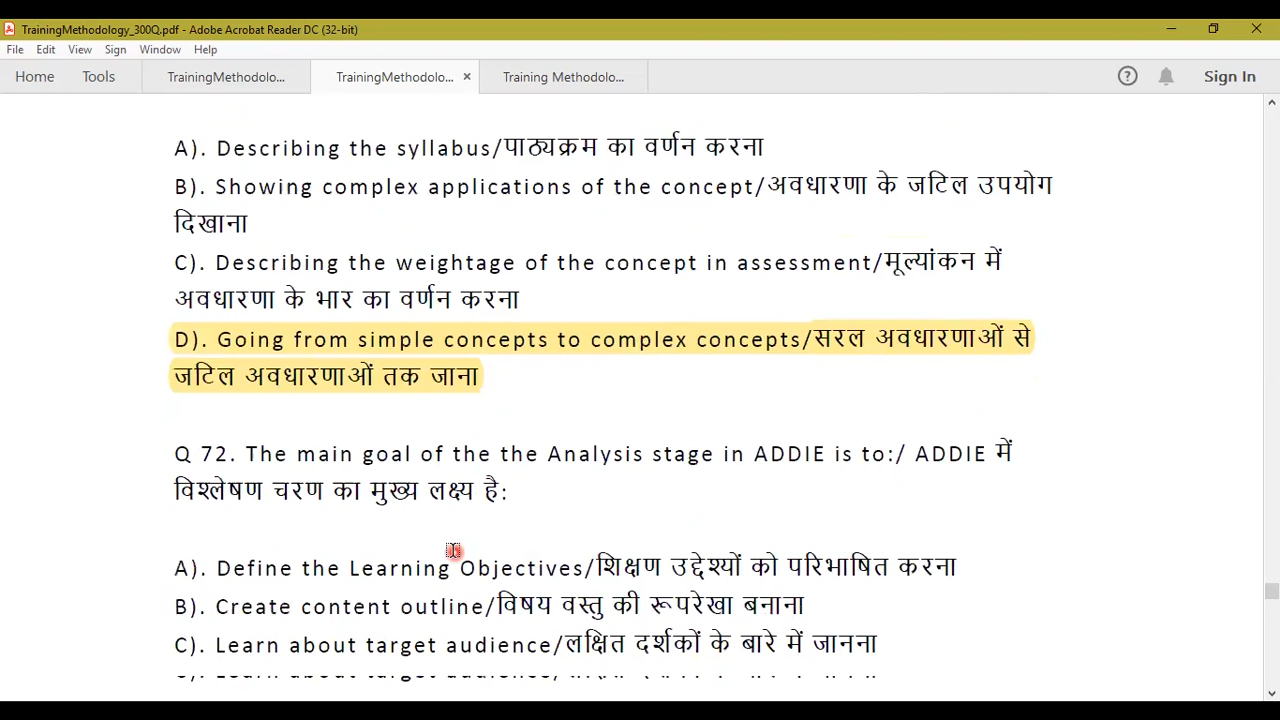 TrainingMethodology_300Q.pdf - Adobe Acrobat Reader DC (32-bit)
File Edit View Sign Window Help
Home Tools TrainingMethodolo... TrainingMethodolo... × Training Methodolo... Sign In
A). Describing the syllabus/पाठ्यक्रम का वर्णन करना
B). Showing complex applications of the concept/अवधारणा के जटिल उपयोग
दिखाना
C). Describing the weightage of the concept in assessment/मूल्यांकन में
अवधारणा के भार का वर्णन करना
D). Going from simple concepts to complex concepts/सरल अवधारणाओं से
जटिल अवधारणाओं तक जाना
Q 72. The main goal of the the Analysis stage in ADDIE is to:/ ADDIE में
विश्लेषण चरण का मुख्य लक्ष्य है:
A). Define the Learning Objectives/शिक्षण उद्देश्यों को परिभाषित करना
B). Create content outline/विषय वस्तु की रूपरेखा बनाना
C). Learn about target audience/लक्षित दर्शकों के बारे में जानना